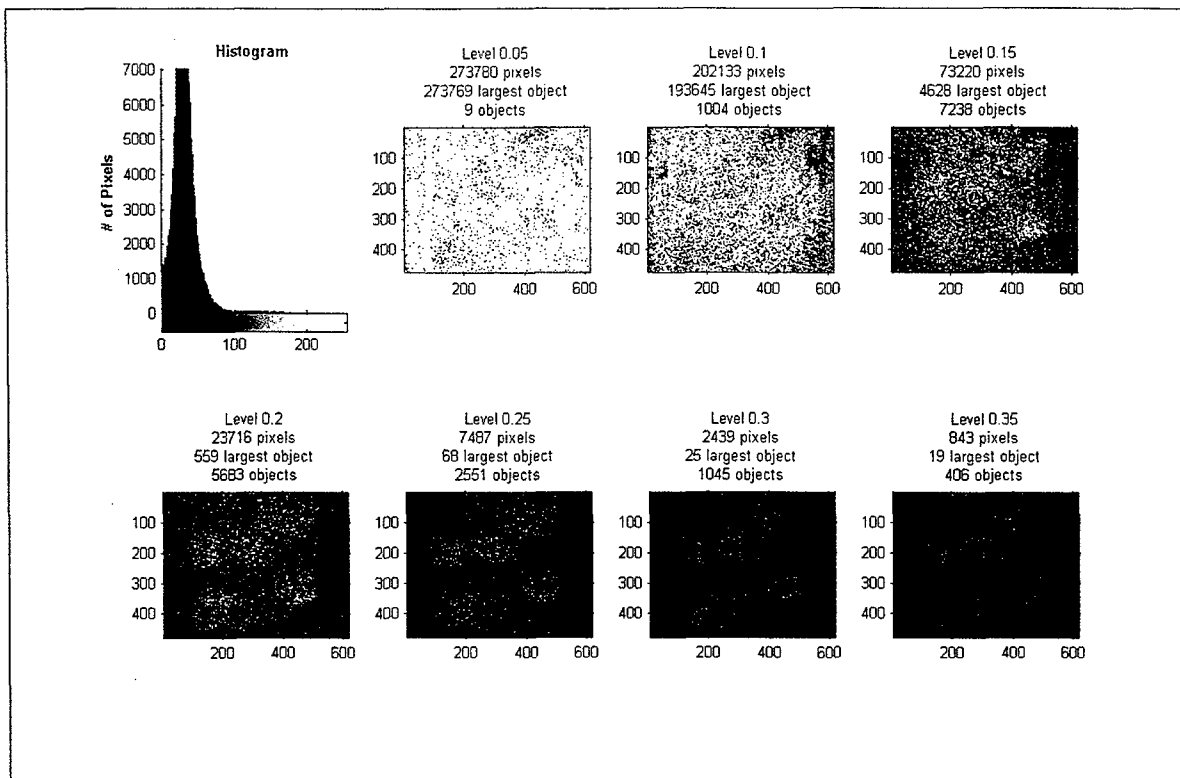 Histogram
# of Pixels
7000
6000
5000
4000
3000
2000
1000
0
0 100 200
Level 0.05
273780 pixels
273769 largest object
9 objects
100
200
300
400
200 400 600
Level 0.1
202133 pixels
193645 largest object
1004 objects
100
200
300
400
200 400 600
Level 0.15
73220 pixels
4628 largest object
7238 objects
100
200
300
400
200 400 600
Level 0.2
23716 pixels
559 largest object
5683 objects
100
200
300
400
200 400 600
Level 0.25
7487 pixels
68 largest object
2551 objects
100
200
300
400
200 400 600
Level 0.3
2439 pixels
25 largest object
1045 objects
100
200
300
400
200 400 600
Level 0.35
843 pixels
19 largest object
406 objects
100
200
300
400
200 400 600